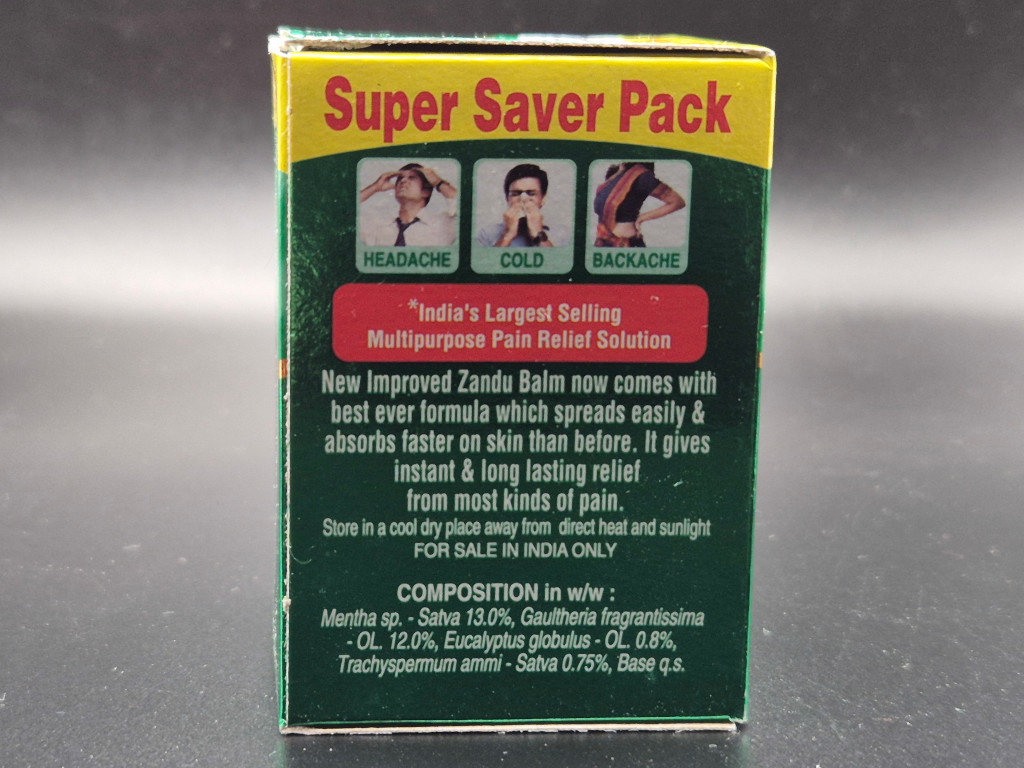 Super Saver Pack
HEADACHE
COLD
BACKACHE
*India's Largest Selling
Multipurpose Pain Relief Solution
New Improved Zandu Balm now comes with
best ever formula which spreads easily &
absorbs faster on skin than before. It gives
instant & long lasting relief
from most kinds of pain.
Store in a cool dry place away from direct heat and sunlight
FOR SALE IN INDIA ONLY
COMPOSITION in w/w :
Mentha sp. - Satva 13.0%, Gaultheria fragrantissima
- OL. 12.0%, Eucalyptus globulus - OL. 0.8%,
Trachyspermum ammi - Satva 0.75%, Base q.s.